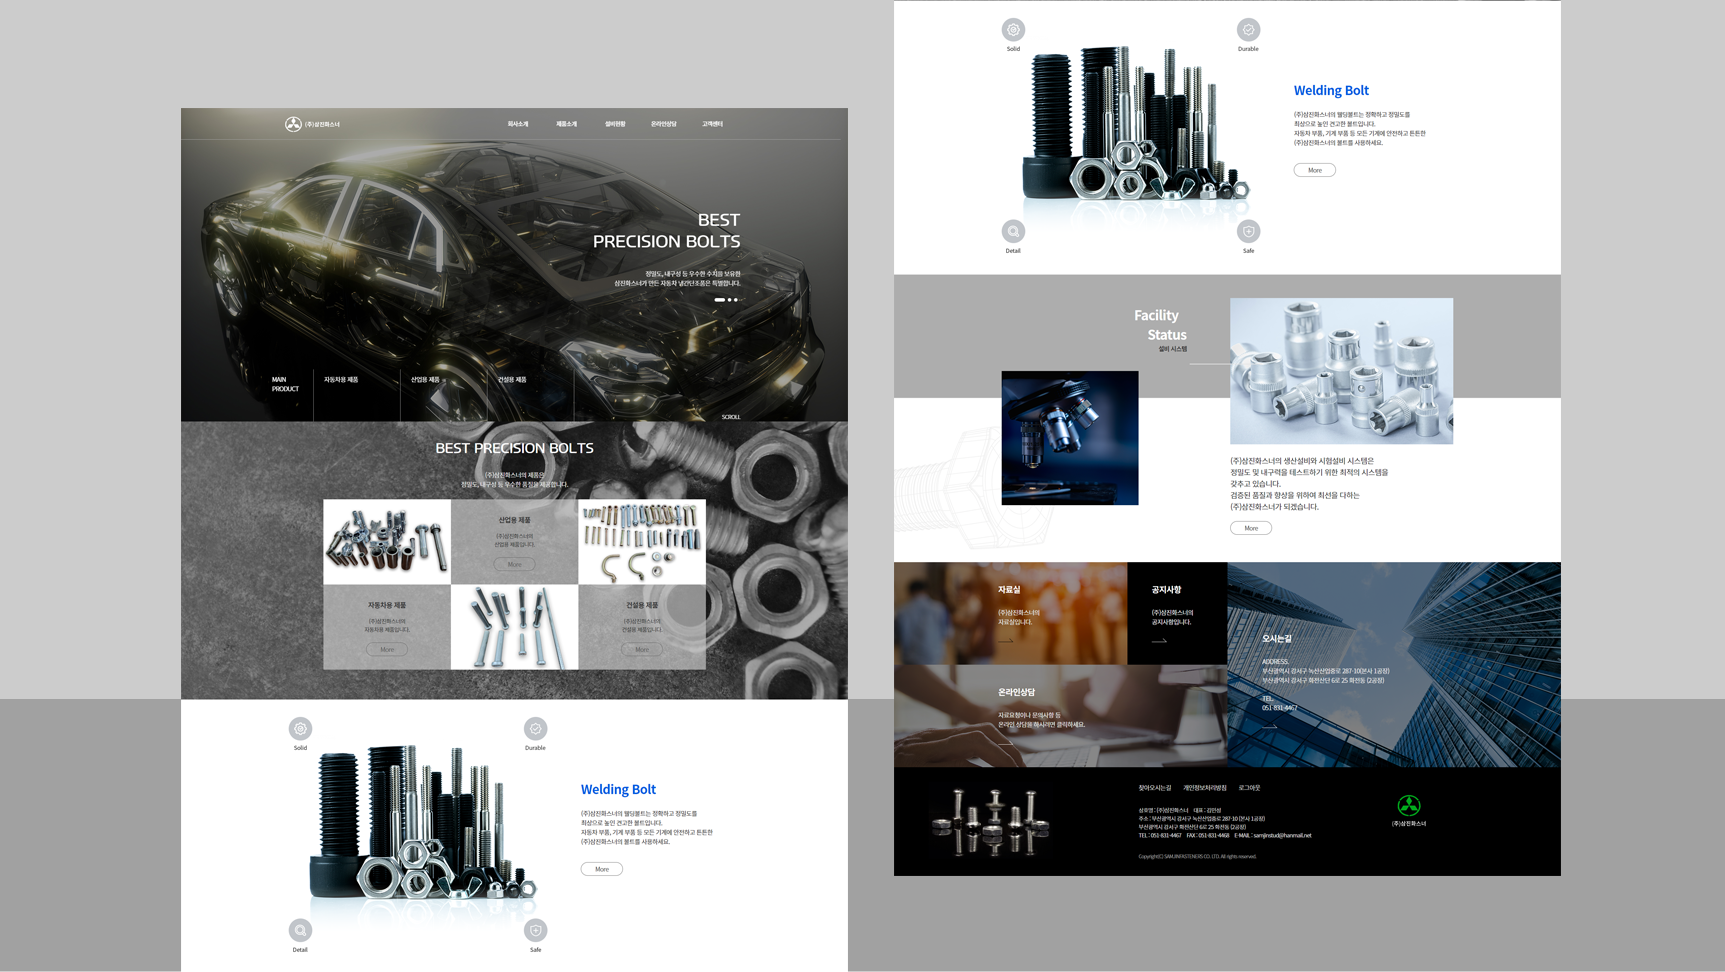 (주)삼진화스너
회사소개
제품소개
설비현황
온라인상담
고객센터
BEST
PRECISION BOLTS
정밀도, 내구성 등 우수한 수치를 보유한
삼진화스너가 만든 자동차 냉간단조품은 특별합니다.
MAIN
PRODUCT
자동차용 제품
산업용 제품
건설용 제품
SCROLL
BEST PRECISION BOLTS
(주)삼진화스너의 제품은
정밀도, 내구성 등 우수한 품질을 제공합니다.
산업용 제품
(주)삼진화스너의
산업용 제품입니다.
More
자동차용 제품
(주)삼진화스너의
자동차용 제품입니다.
More
건설용 제품
(주)삼진화스너의
건설용 제품입니다.
More
Solid
Durable
Welding Bolt
(주)삼진화스너의 웰딩볼트는 정확하고 정밀도를
최상으로 높인 견고한 볼트입니다.
자동차 부품, 기계 부품 등 모든 기계에 안전하고 튼튼한
(주)삼진화스너의 볼트를 사용하세요.
More
Detail
Safe
Solid
Durable
Welding Bolt
(주)삼진화스너의 웰딩볼트는 정확하고 정밀도를
최상으로 높인 견고한 볼트입니다.
자동차 부품, 기계 부품 등 모든 기계에 안전하고 튼튼한
(주)삼진화스너의 볼트를 사용하세요.
More
Detail
Safe
Facility
Status
설비 시스템
(주)삼진화스너의 생산설비와 시험설비 시스템은
정밀도 및 내구력을 테스트하기 위한 최적의 시스템을
갖추고 있습니다.
검증된 품질과 향상을 위하여 최선을 다하는
(주)삼진화스너가 되겠습니다.
More
자료실
(주)삼진화스너의
자료실입니다.
공지사항
(주)삼진화스너의
공지사항입니다.
온라인상담
자료요청이나 문의사항 등
온라인 상담을 하시려면 클릭하세요.
오시는길
ADDRESS.
부산광역시 강서구 녹산산업중로 287-10(본사 1공장)
부산광역시 강서구 화전산단 6로 25 화전동 (2공장)
TEL.
051-831-4467
찾아오시는길
개인정보처리방침
로그아웃
상호명 : (주)삼진화스너 대표 : 김민성
주소 : 부산광역시 강서구 녹산산업중로 287-10 (본사 1공장)
부산광역시 강서구 화전산단 6로 25 화전동 (2공장)
TEL : 051-831-4467 FAX : 051-831-4468 E-MAIL : samjinstud@hanmail.net
Copyright(C) SAMJIN FASTENERS CO. LTD. All rights reserved.
(주)삼진화스너